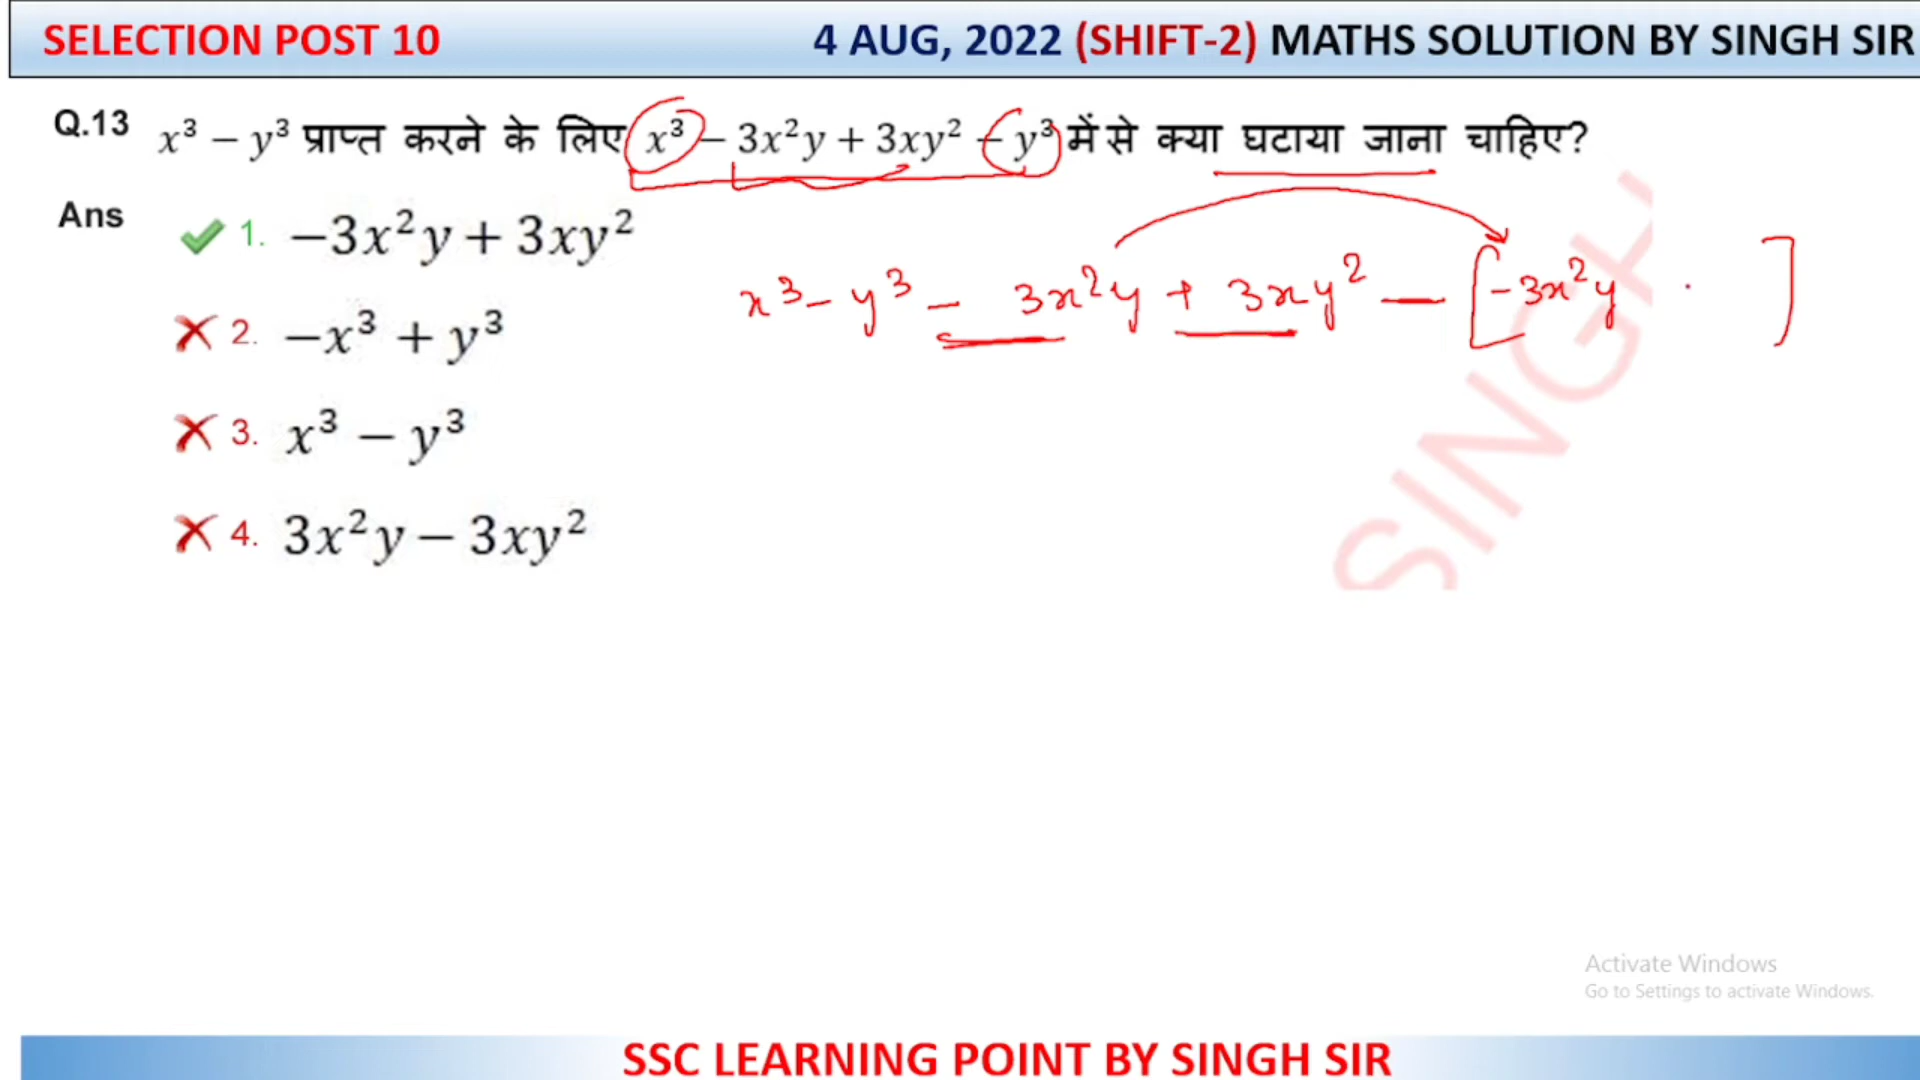 SELECTION POST 10 4 AUG, 2022 (SHIFT-2) MATHS SOLUTION BY SINGH SIR
Q.13 x³ − y³ प्राप्त करने के लिए x³ − 3x²y + 3xy² − y³ में से क्या घटाया जाना चाहिए?
Ans
1. −3x²y + 3xy²
x³ − y³ − 3x²y + 3xy² − [−3x²y ]
2. −x³ + y³
3. x³ − y³
4. 3x²y − 3xy²
SINGH
Activate Windows
Go to Settings to activate Windows.
SSC LEARNING POINT BY SINGH SIR